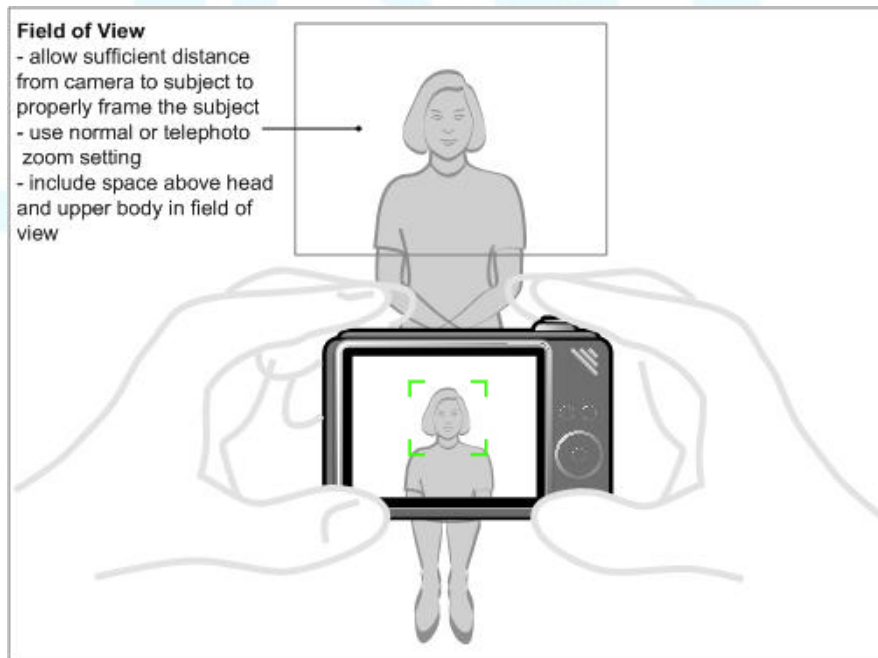 Field of View
- allow sufficient distance
from camera to subject to
properly frame the subject
- use normal or telephoto
zoom setting
- include space above head
and upper body in field of
view